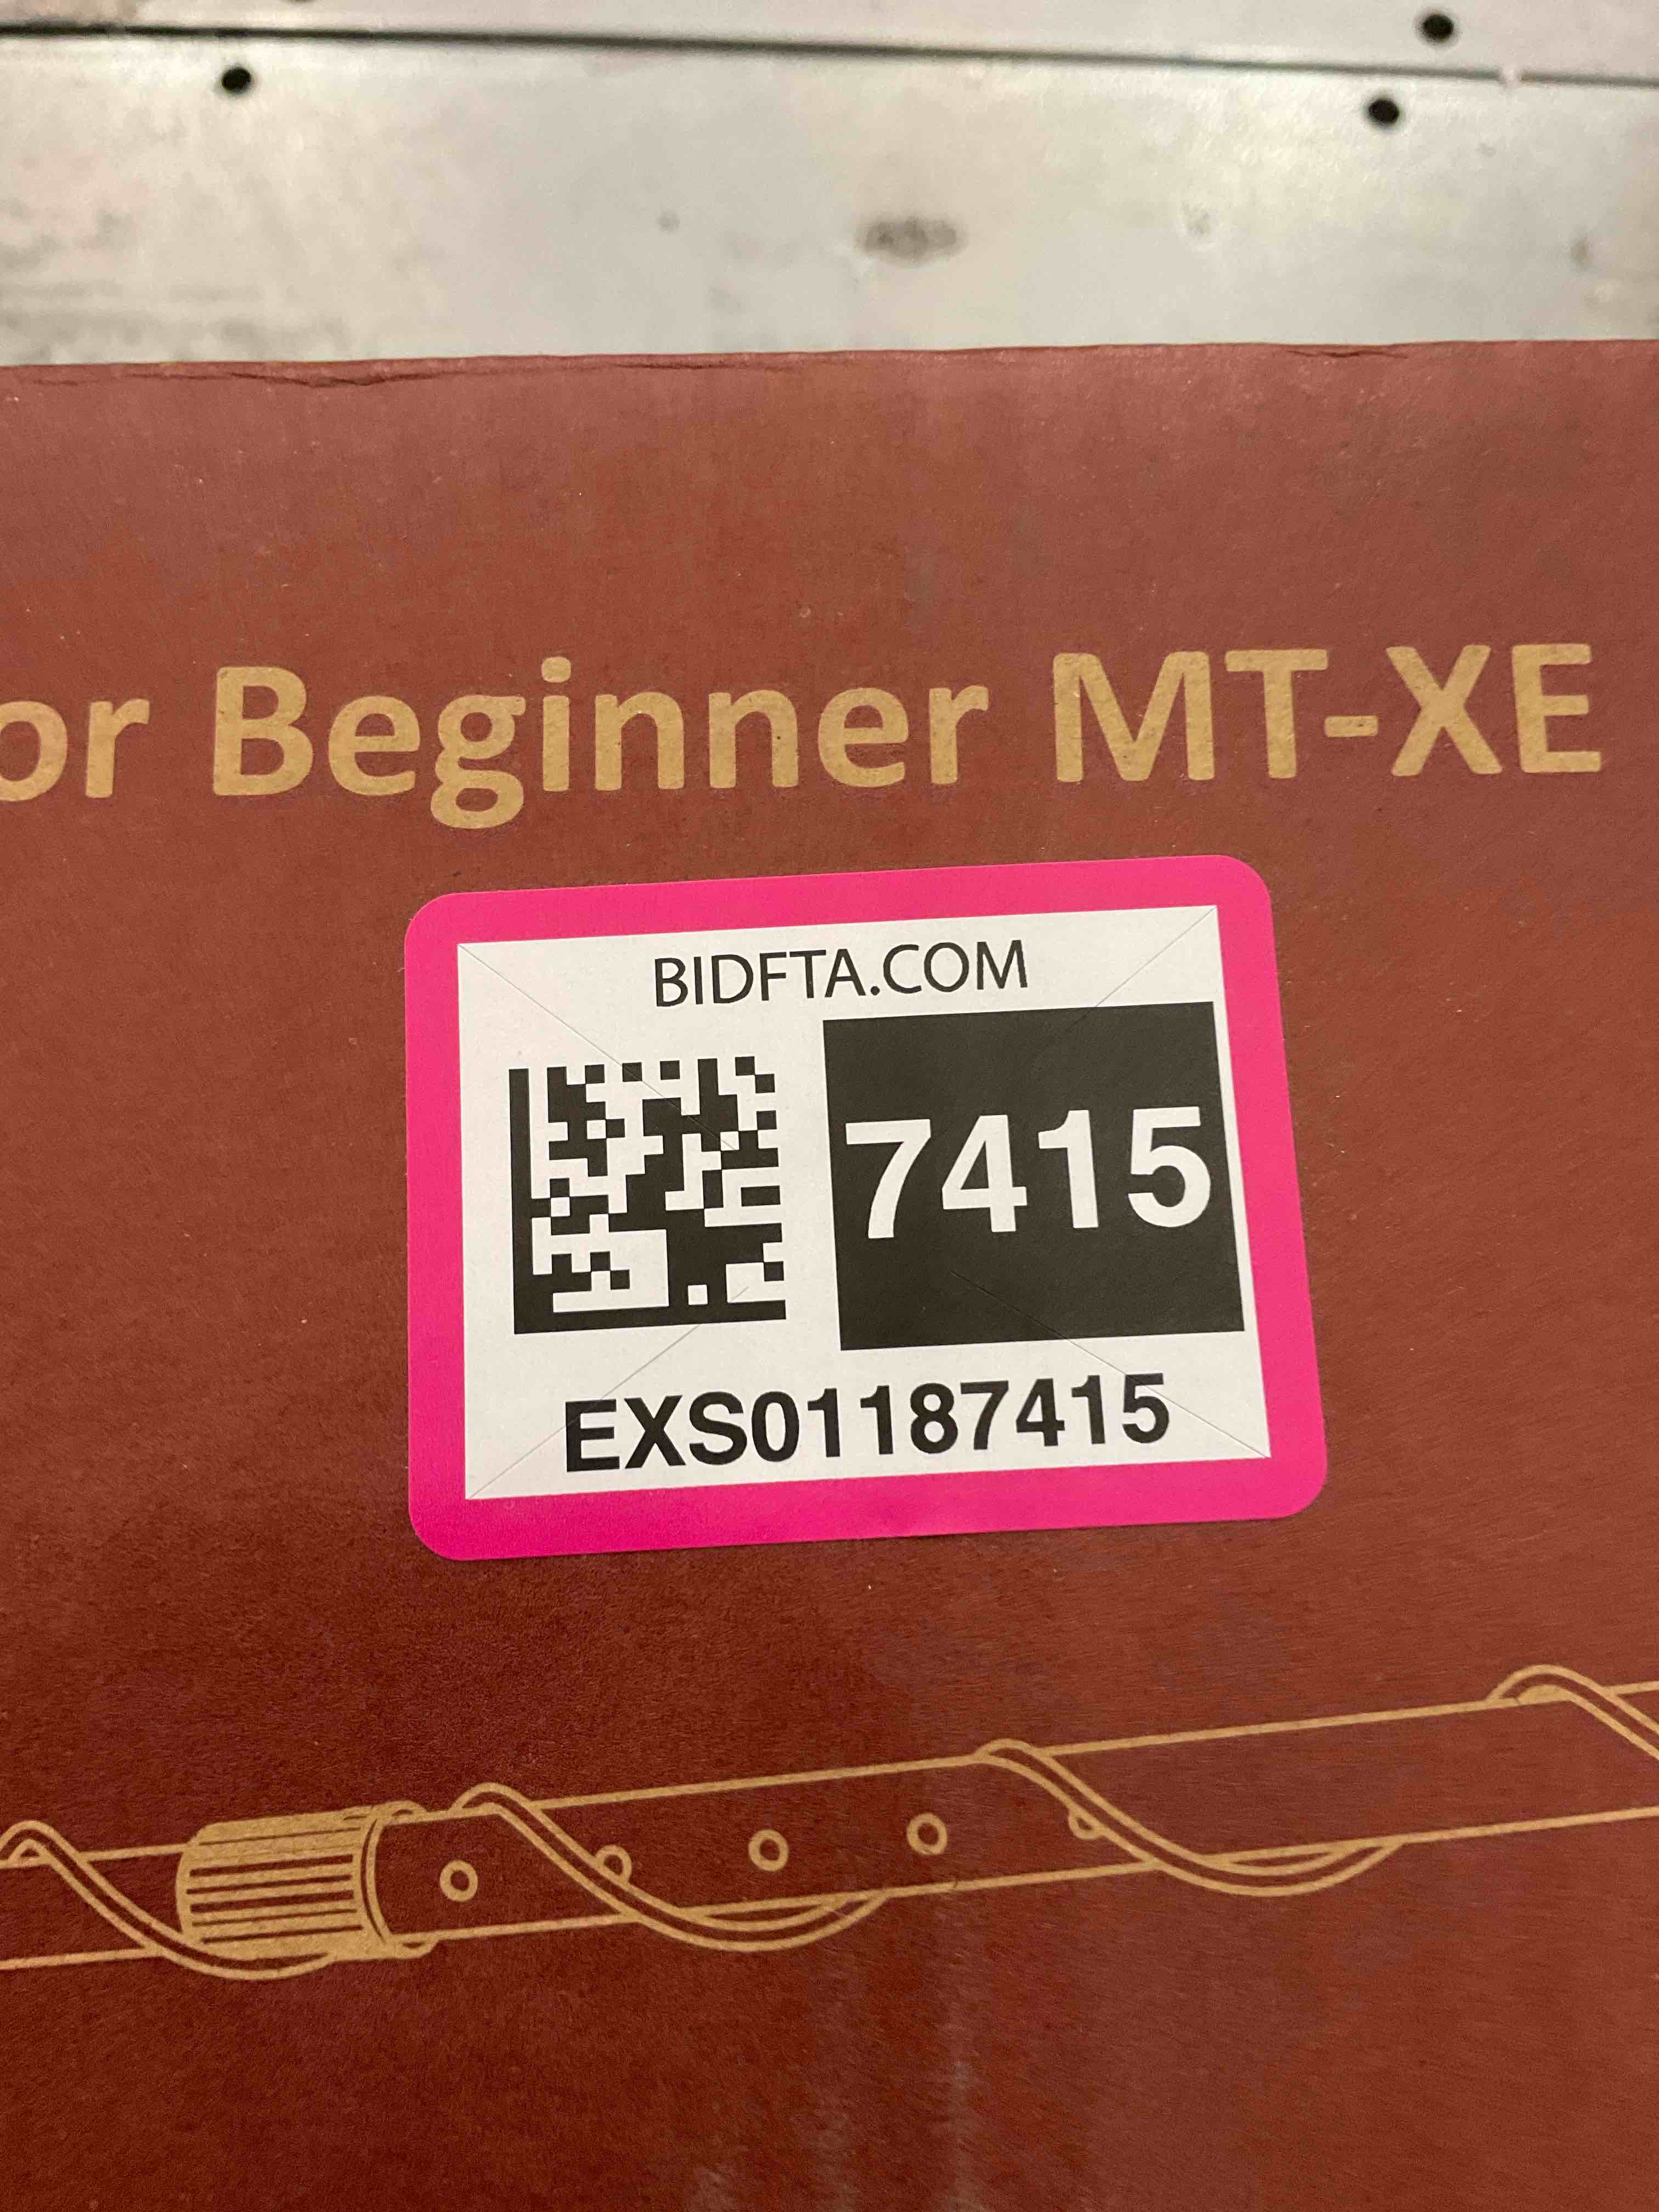 or Beginner MT-XE
BIDFTA.COM
7415
EXS01187415